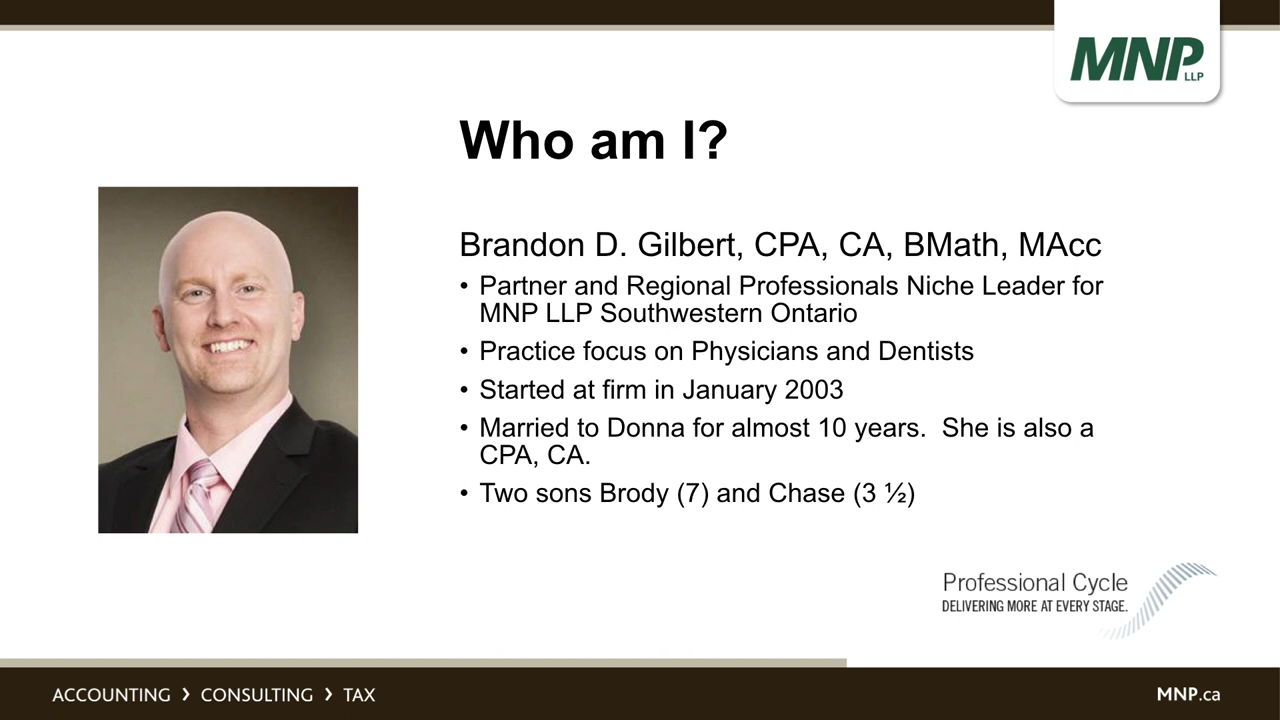 MNP
LLP
Who am I?
Brandon D. Gilbert, CPA, CA, BMath, MAcc
• Partner and Regional Professionals Niche Leader for
MNP LLP Southwestern Ontario
• Practice focus on Physicians and Dentists
• Started at firm in January 2003
• Married to Donna for almost 10 years.  She is also a
CPA, CA.
• Two sons Brody (7) and Chase (3 ½)
Professional Cycle
DELIVERING MORE AT EVERY STAGE.
ACCOUNTING › CONSULTING › TAX
MNP.ca